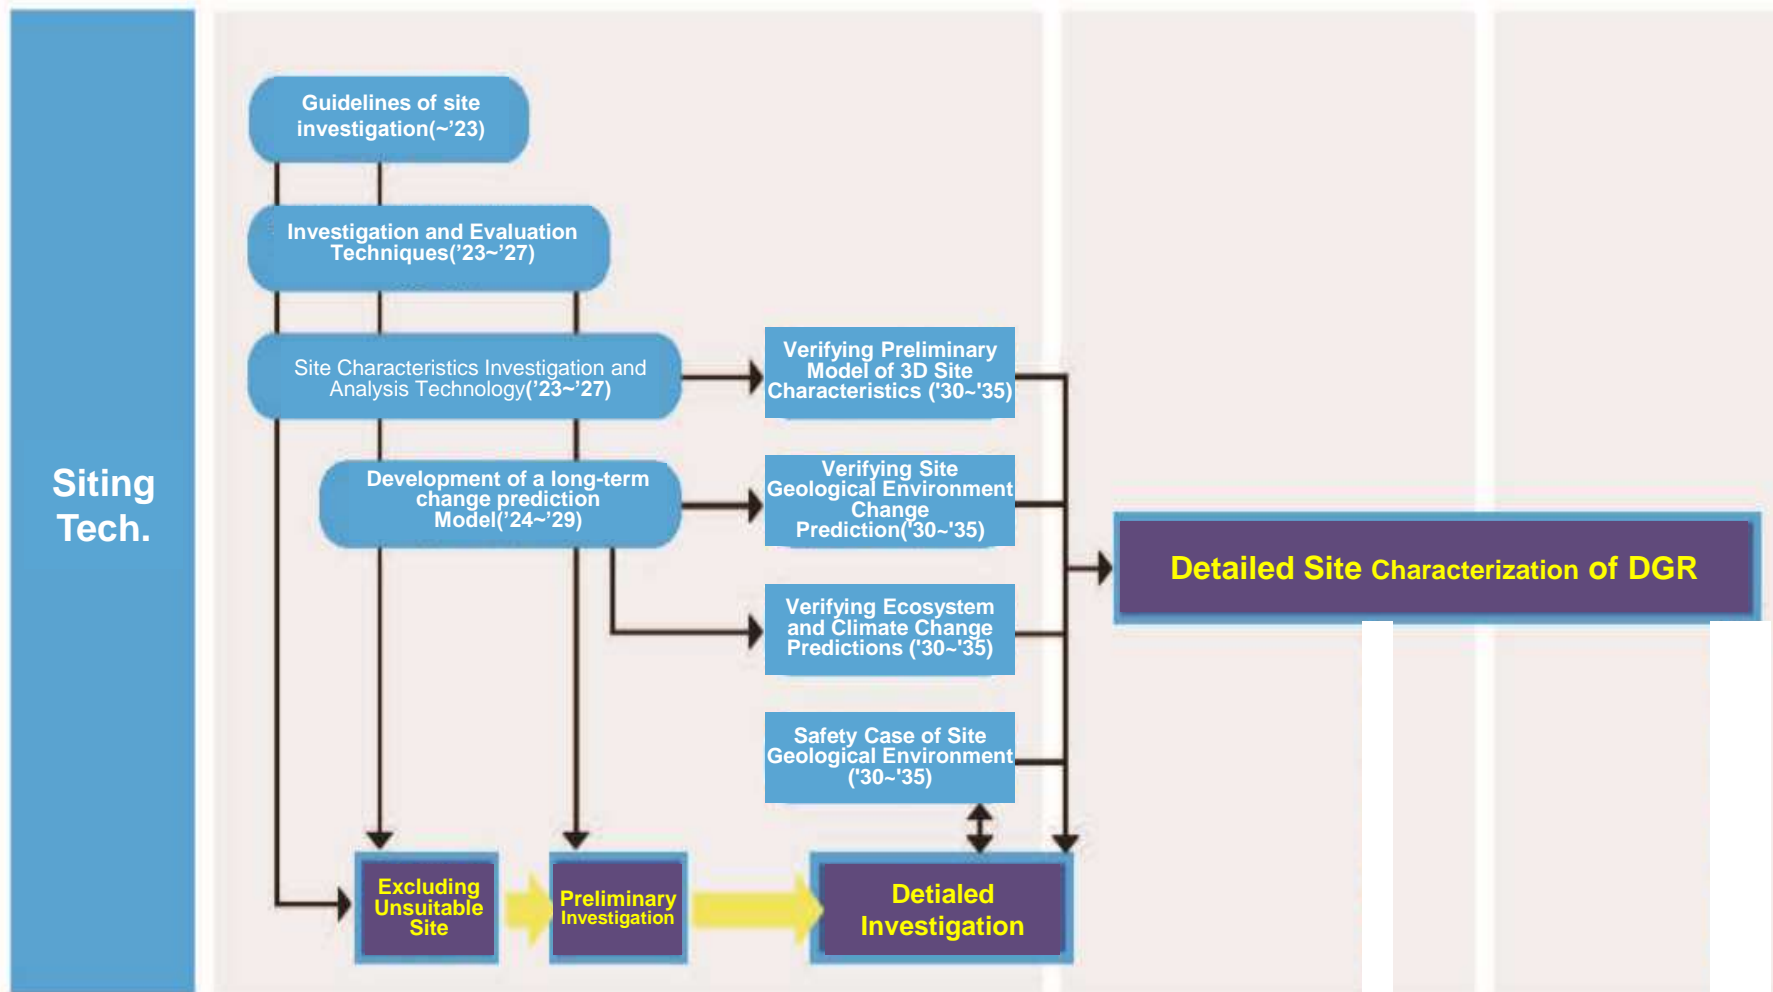 Siting
Tech.
Guidelines of site
investigation(~’23)
Investigation and Evaluation
Techniques(’23~’27)
Site Characteristics Investigation and
Analysis Technology(’23~’27)
Development of a long-term
change prediction
Model(’24~’29)
Verifying Preliminary
Model of 3D Site
Characteristics ('30~'35)
Verifying Site
Geological Environment
Change
Prediction('30~'35)
Verifying Ecosystem
and Climate Change
Predictions ('30~'35)
Safety Case of Site
Geological Environment
('30~'35)
Detailed Site Characterization of DGR
Excluding
Unsuitable
Site
Preliminary
Investigation
Detialed
Investigation